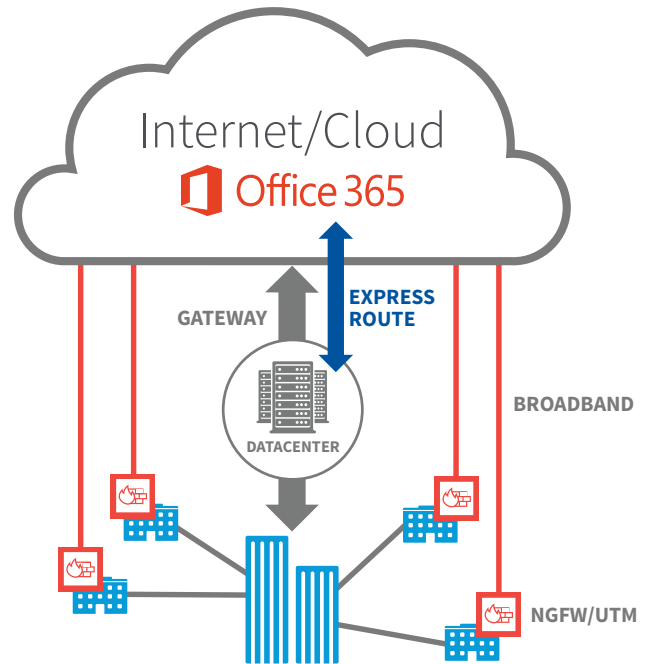 Internet/Cloud
Office 365
GATEWAY
EXPRESS
ROUTE
BROADBAND
DATACENTER
NGFW/UTM